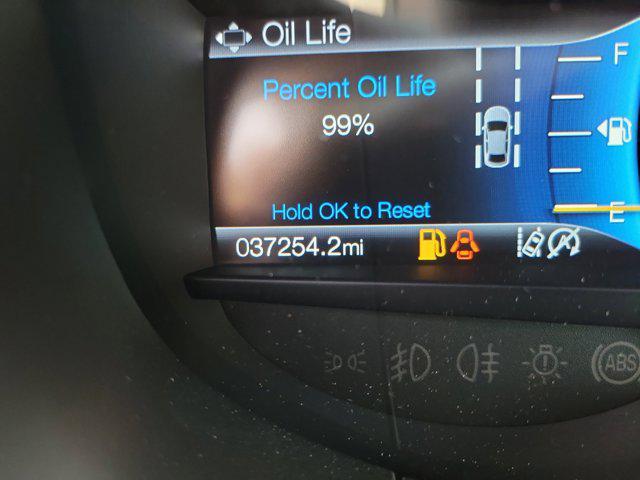 Oil Life
F
Percent Oil Life
99%
Hold OK to Reset
E
037254.2mi
ABS